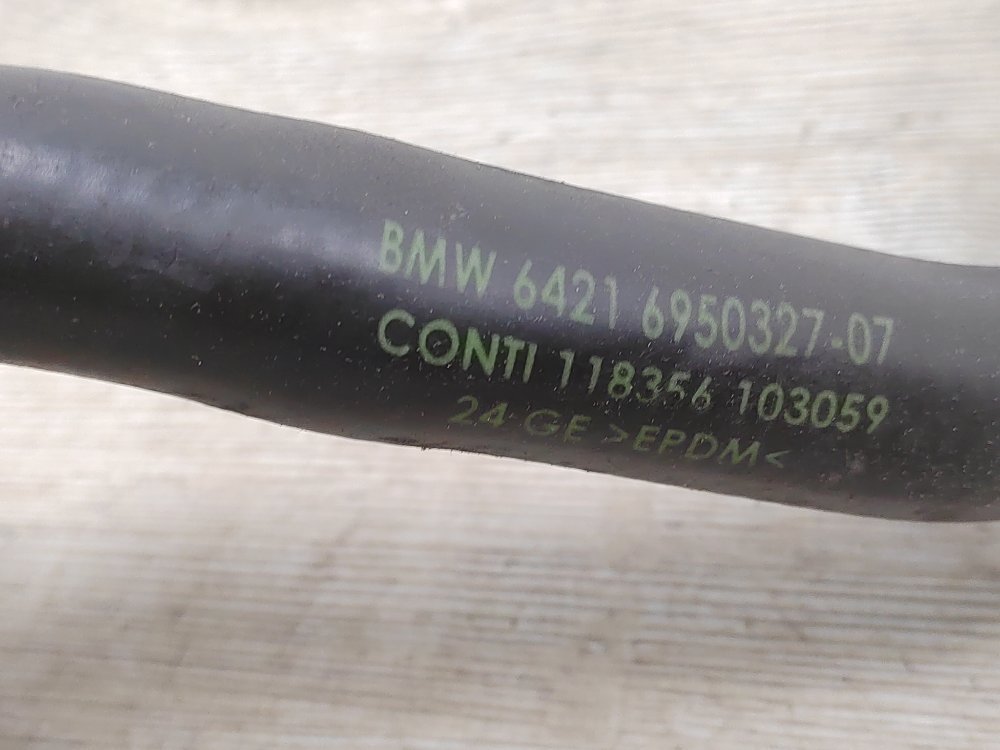 BMW 6421 6950327-07
CONTI 118356 103059
24 GE >EPDM<